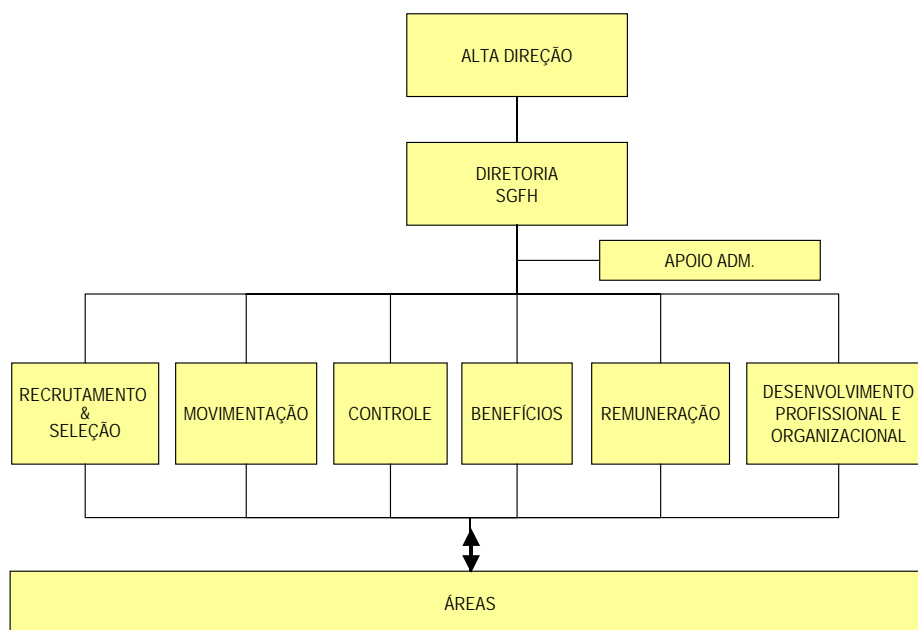 ALTA DIREÇÃO
DIRETORIA
SGFH
APOIO ADM.
RECRUTAMENTO
&
SELEÇÃO
MOVIMENTAÇÃO
CONTROLE
BENEFÍCIOS
REMUNERAÇÃO
DESENVOLVIMENTO
PROFISSIONAL E
ORGANIZACIONAL
ÁREAS